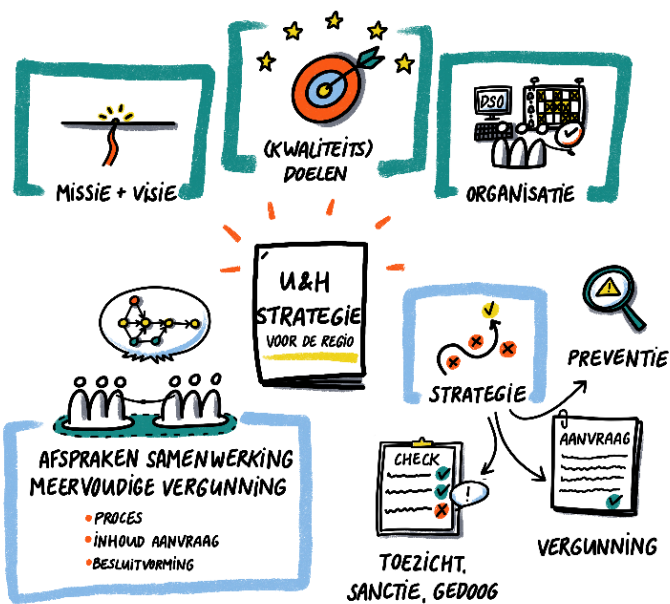 MISSIE + VISIE
(KWALITEITS)
DOELEN
DSO
ORGANISATIE
U&H
STRATEGIE
VOOR DE REGIO
STRATEGIE
PREVENTIE
AFSPRAKEN SAMENWERKING
MEERVOUDIGE VERGUNNING
• PROCES
• INHOUD AANVRAAG
• BESLUITVORMING
CHECK
!
TOEZICHT,
SANCTIE, GEDOOG
AANVRAAG
VERGUNNING